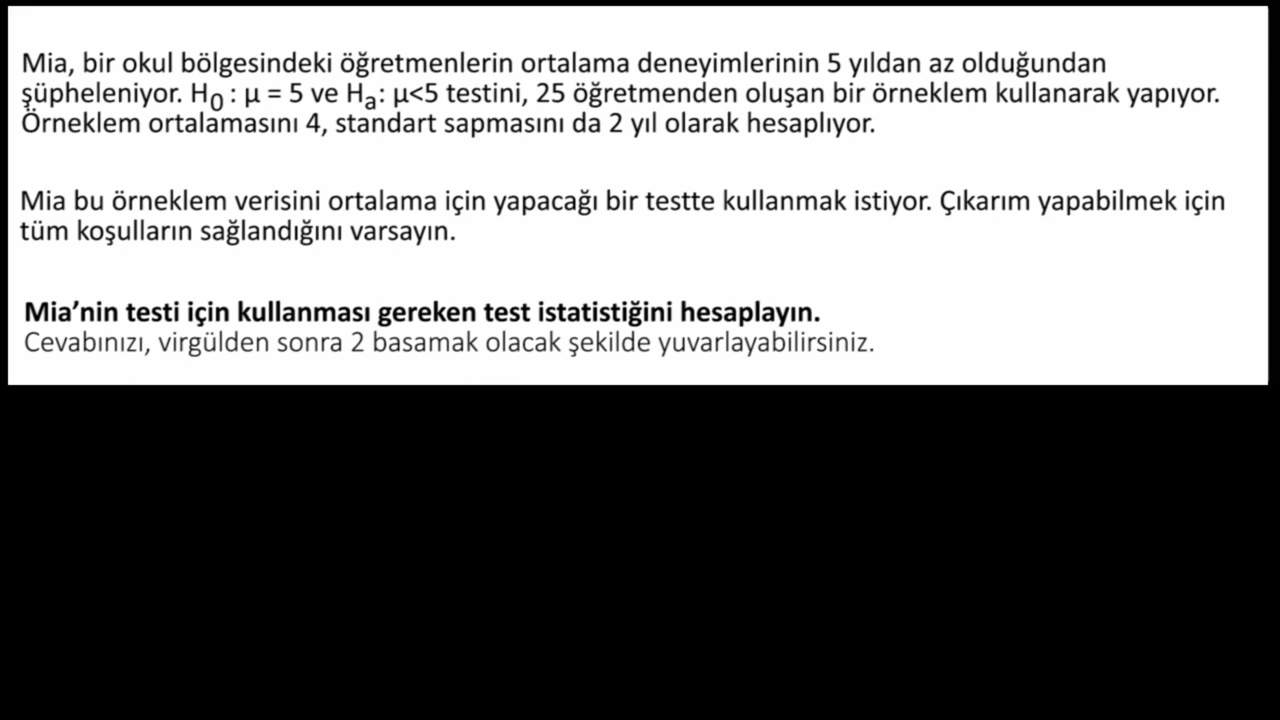 Mia, bir okul bölgesindeki öğretmenlerin ortalama deneyimlerinin 5 yıldan az olduğundan
şüpheleniyor. H₀ : μ = 5 ve Hₐ: μ<5 testini, 25 öğretmenden oluşan bir örneklem kullanarak yapıyor.
Örneklem ortalamasını 4, standart sapmasını da 2 yıl olarak hesaplıyor.
Mia bu örneklem verisini ortalama için yapacağı bir testte kullanmak istiyor. Çıkarım yapabilmek için
tüm koşulların sağlandığını varsayın.
Mia’nin testi için kullanması gereken test istatistiğini hesaplayın.
Cevabınızı, virgülden sonra 2 basamak olacak şekilde yuvarlayabilirsiniz.